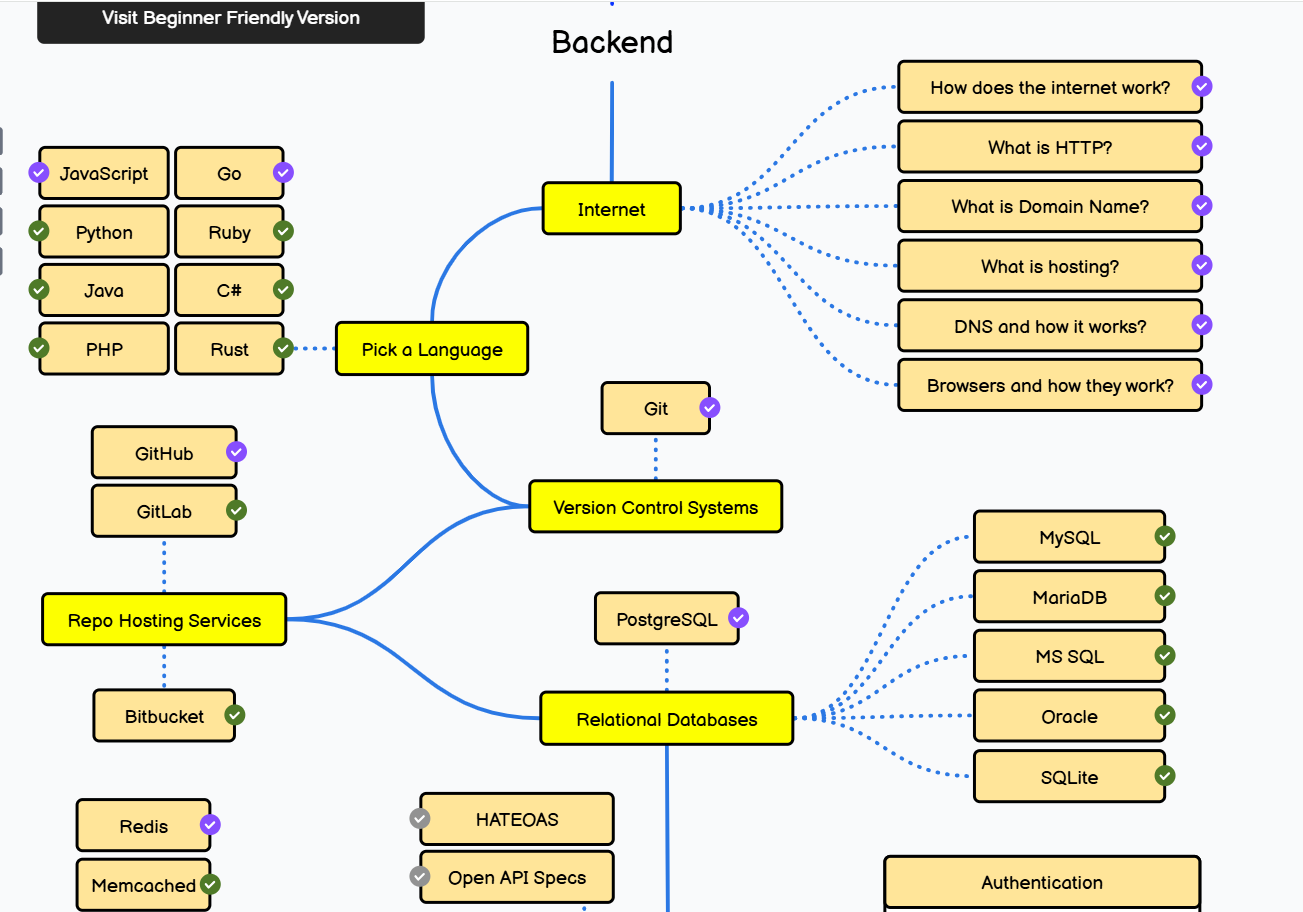 Visit Beginner Friendly Version
Backend
How does the internet work?
What is HTTP?
What is Domain Name?
What is hosting?
DNS and how it works?
Browsers and how they work?
Internet
JavaScript
Go
Python
Ruby
Java
C#
PHP
Rust
Pick a Language
Git
Version Control Systems
GitHub
GitLab
Repo Hosting Services
Bitbucket
PostgreSQL
Relational Databases
MySQL
MariaDB
MS SQL
Oracle
SQLite
Redis
Memcached
HATEOAS
Open API Specs
Authentication